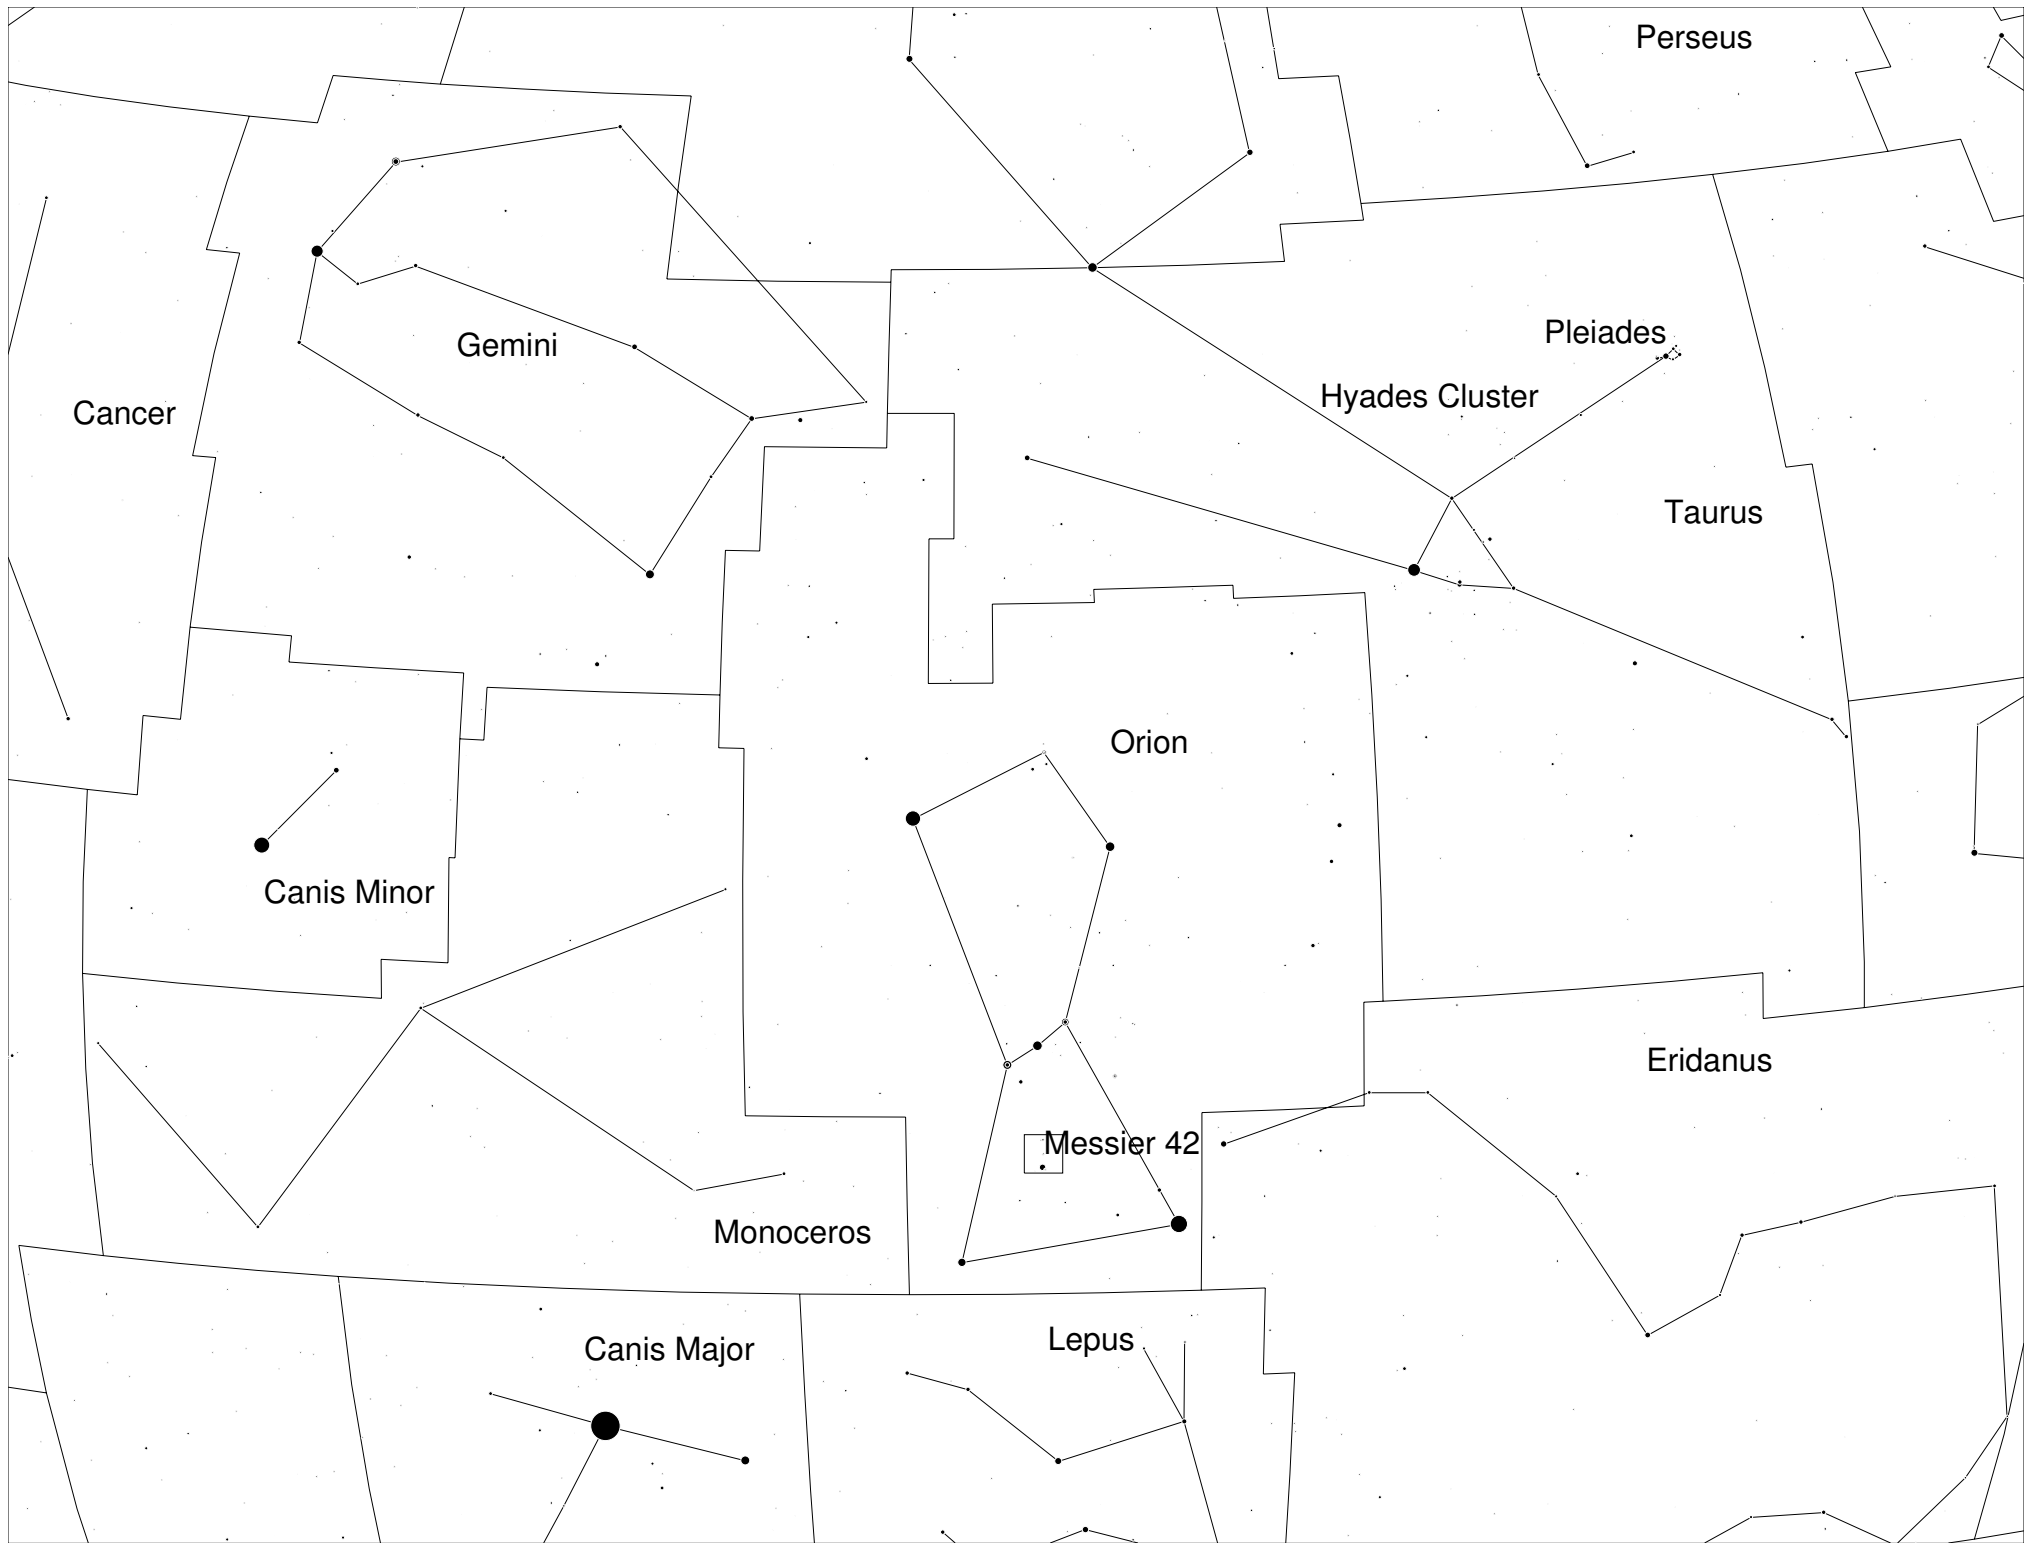 Perseus
Pleiades
Gemini
Hyades Cluster
Cancer
Taurus
Orion
Canis Minor
Eridanus
Messier 42
Monoceros
Lepus
Canis Major